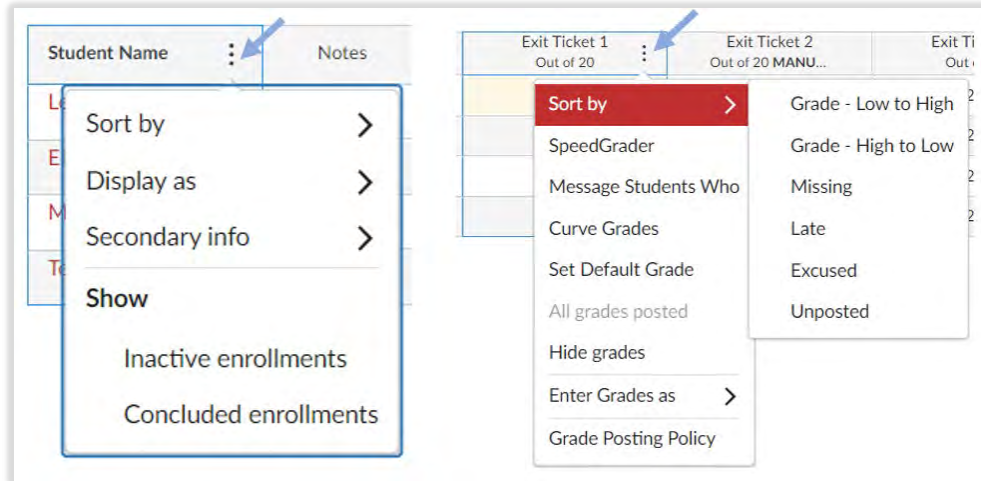 Student Name
Notes
Sort by
Display as
Secondary info
Show
Inactive enrollments
Concluded enrollments
Exit Ticket 1
Out of 20
Exit Ticket 2
Out of 20 MANU...
Exit Ti
Out
Sort by
SpeedGrader
Message Students Who
Curve Grades
Set Default Grade
All grades posted
Hide grades
Enter Grades as
Grade Posting Policy
Grade - Low to High
Grade - High to Low
Missing
Late
Excused
Unposted